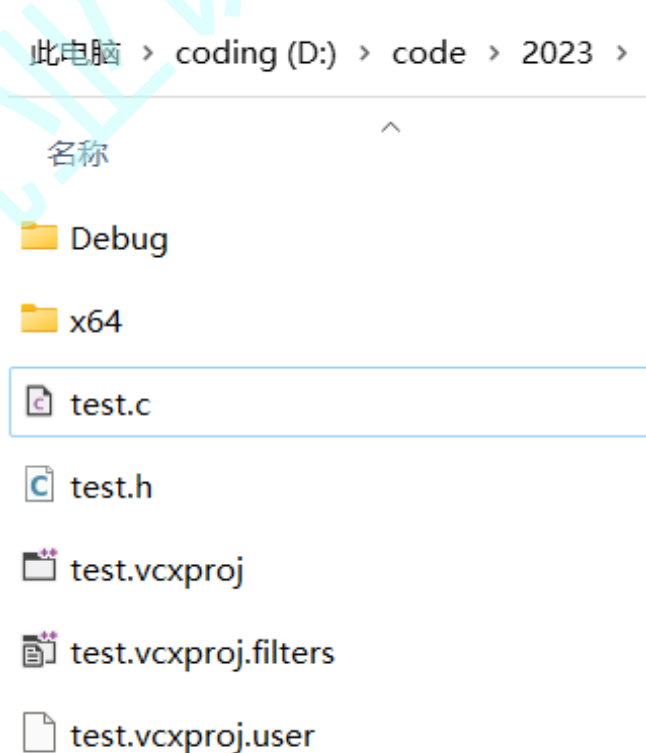 此电脑 > coding (D:) > code > 2023 >
名称
Debug
x64
test.c
test.h
test.vcxproj
test.vcxproj.filters
test.vcxproj.user